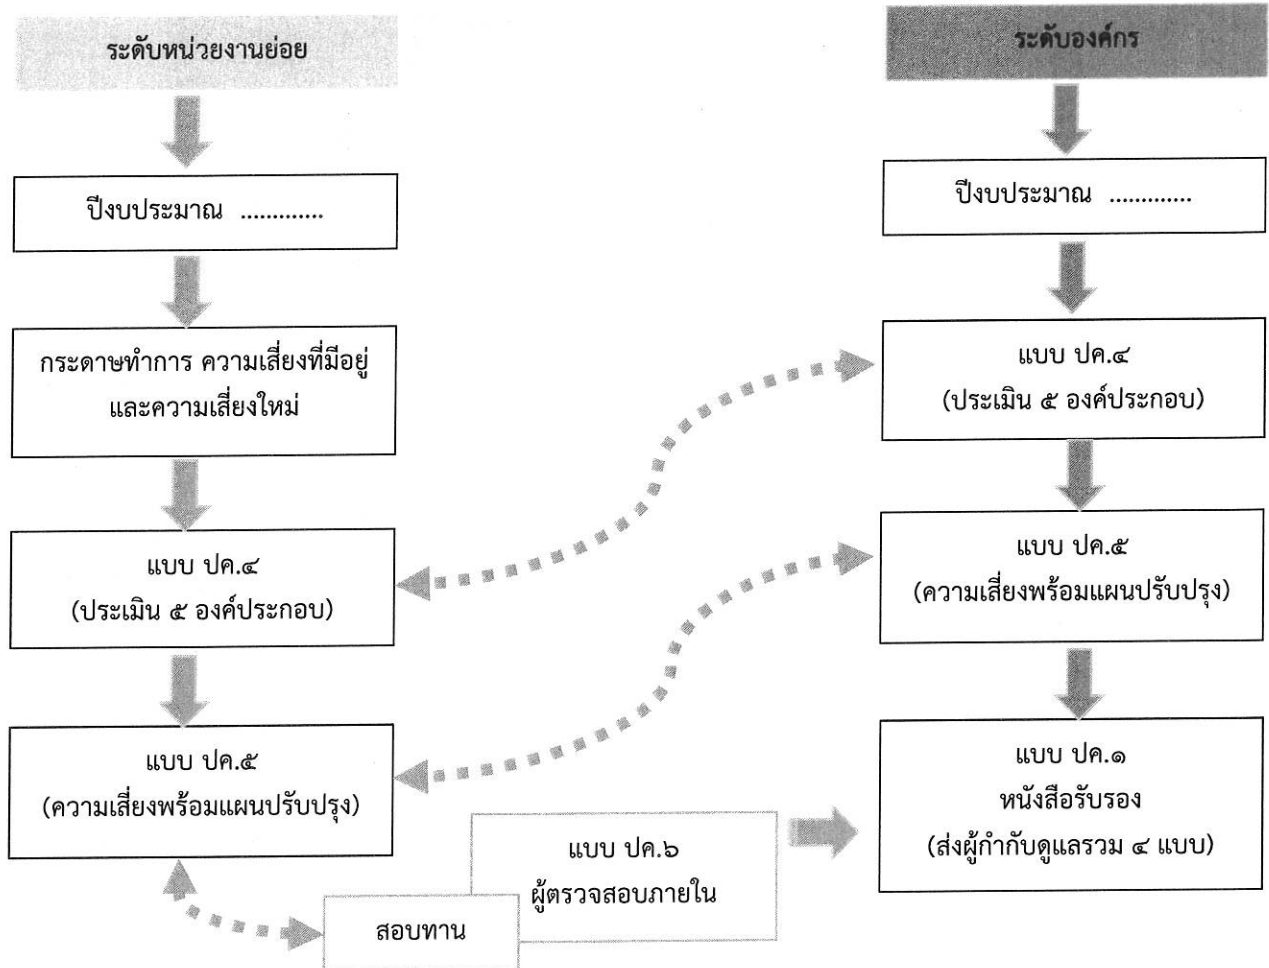 ระดับหน่วยงานย่อย
ปีงบประมาณ .............
กระดาษทำการ ความเสี่ยงที่มีอยู่
และความเสี่ยงใหม่
แบบ ปค.๔
(ประเมิน ๕ องค์ประกอบ)
แบบ ปค.๕
(ความเสี่ยงพร้อมแผนปรับปรุง)
สอบทาน
แบบ ปค.๖
ผู้ตรวจสอบภายใน
ระดับองค์กร
ปีงบประมาณ .............
แบบ ปค.๔
(ประเมิน ๕ องค์ประกอบ)
แบบ ปค.๕
(ความเสี่ยงพร้อมแผนปรับปรุง)
แบบ ปค.๑
หนังสือรับรอง
(ส่งผู้กำกับดูแลรวม ๔ แบบ)